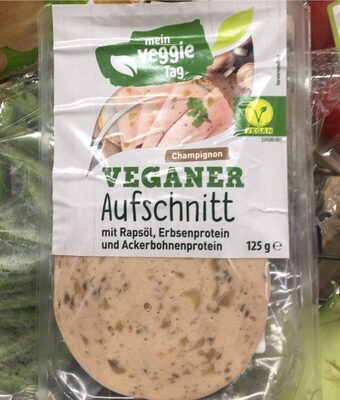 mein
veggie
Tag
VEGAN
Champignon
VEGANER
Aufschnitt
mit Rapsöl, Erbsenprotein
und Ackerbohnenprotein
125 g ℮